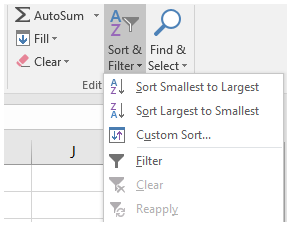 AutoSum
Fill
Clear
Sort &
Filter
Find &
Select
Edit
Sort Smallest to Largest
Sort Largest to Smallest
Custom Sort...
Filter
Clear
Reapply
J